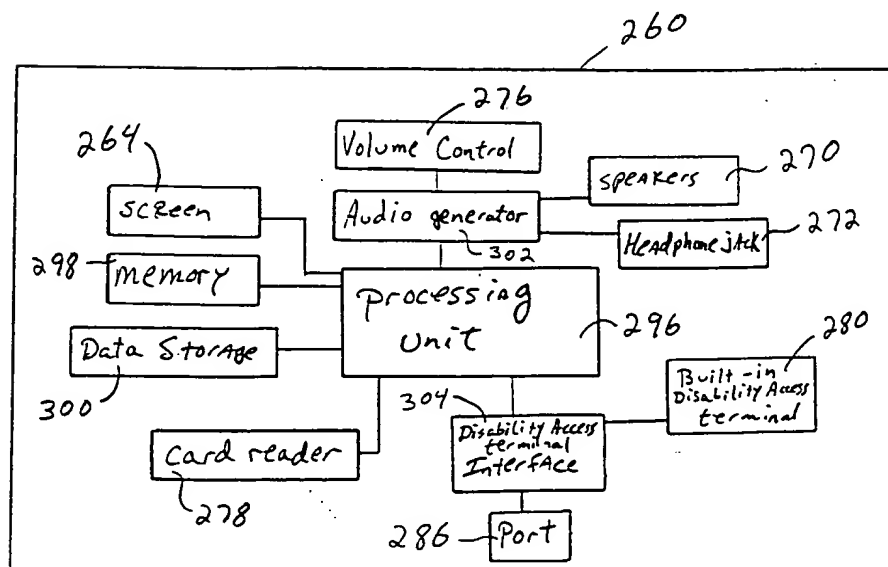 260
276
Volume Control
264
Screen
speakers
270
Audio generator
302
Headphone jack
272
298
memory
Processing
unit
296
Data Storage
300
280
Built-in
Disability Access
terminal
304
Disability Access
terminal
Interface
Card reader
278
286
Port